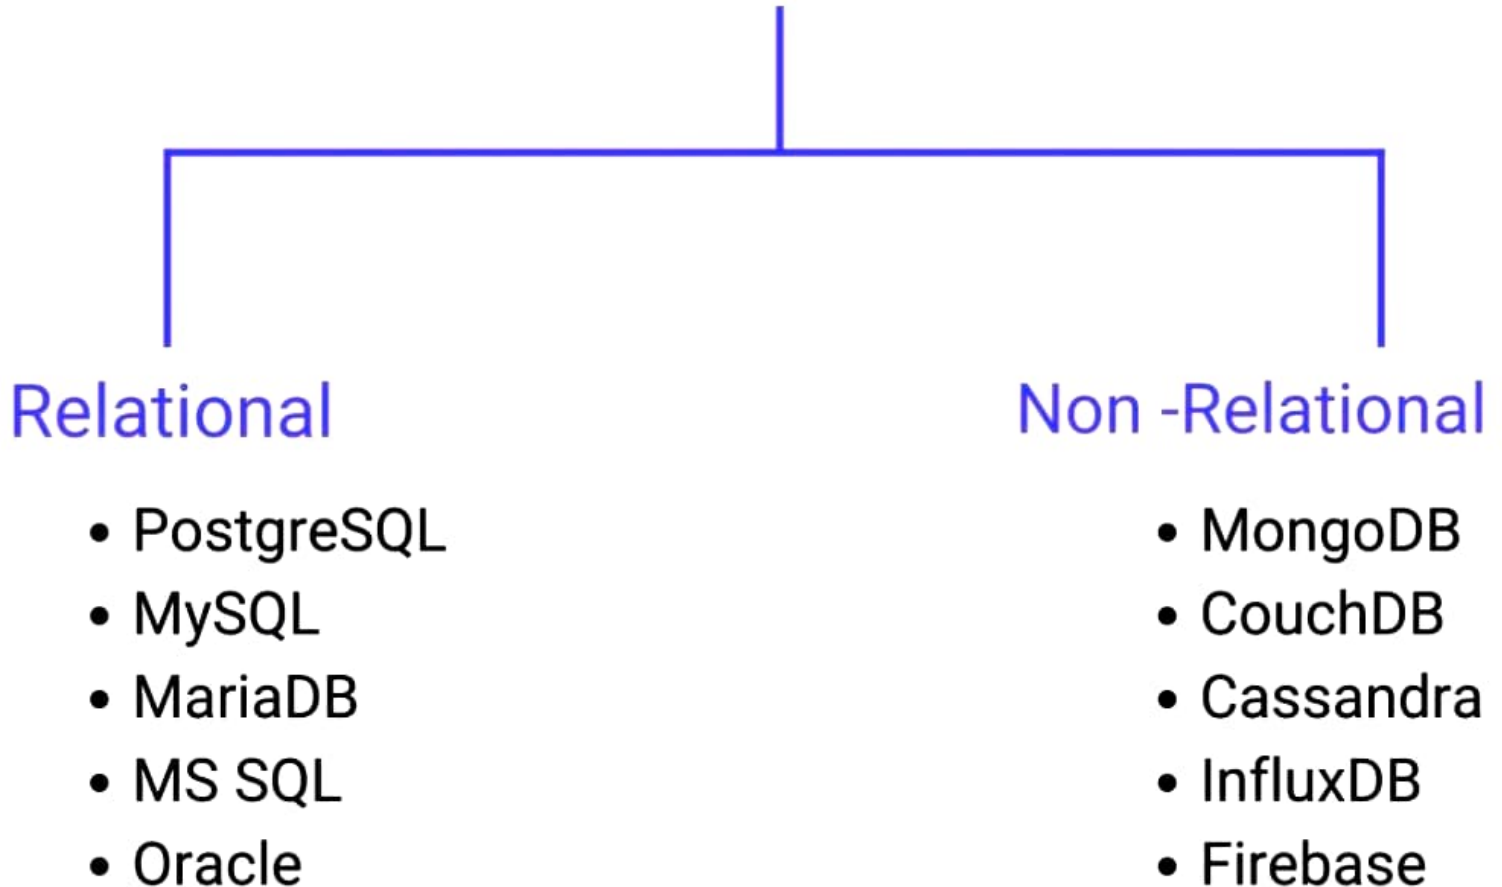 Relational
• PostgreSQL
• MySQL
• MariaDB
• MS SQL
• Oracle
Non -Relational
• MongoDB
• CouchDB
• Cassandra
• InfluxDB
• Firebase